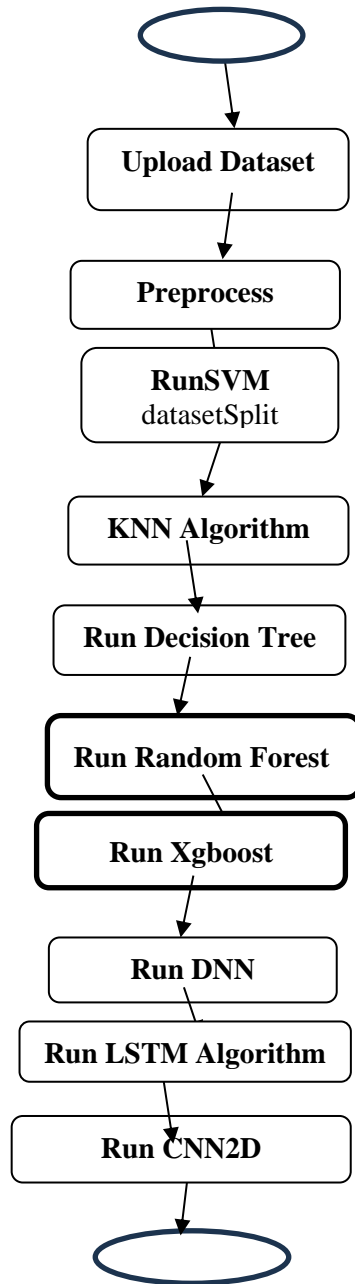 Upload Dataset
Preprocess
RunSVM
datasetSplit
KNN Algorithm
Run Decision Tree
Run Random Forest
Run Xgboost
Run DNN
Run LSTM Algorithm
Run CNN2D